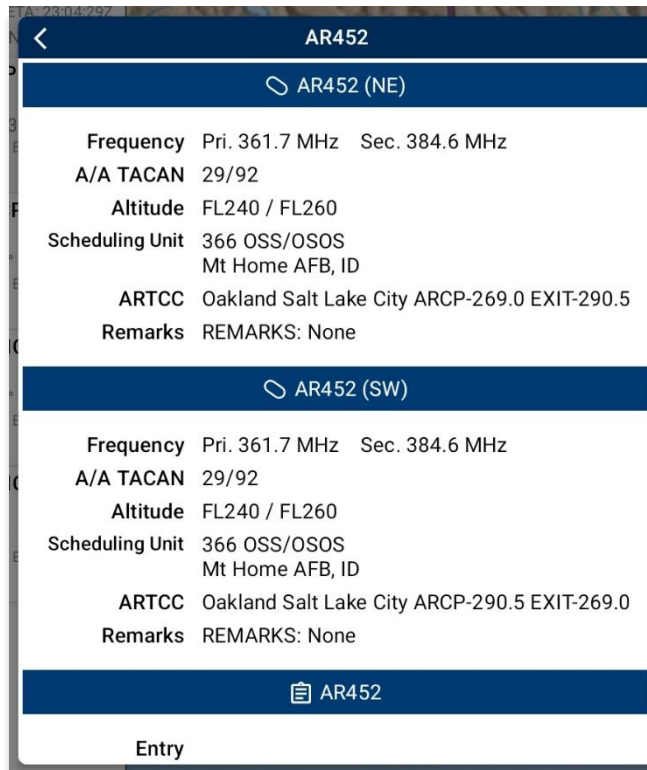 ETA: 23:04:29Z
AR452
AR452 (NE)
Frequency Pri. 361.7 MHz Sec. 384.6 MHz
A/A TACAN 29/92
Altitude FL240 / FL260
Scheduling Unit 366 OSS/OSOS
Mt Home AFB, ID
ARTCC Oakland Salt Lake City ARCP-269.0 EXIT-290.5
Remarks REMARKS: None
AR452 (SW)
Frequency Pri. 361.7 MHz Sec. 384.6 MHz
A/A TACAN 29/92
Altitude FL240 / FL260
Scheduling Unit 366 OSS/OSOS
Mt Home AFB, ID
ARTCC Oakland Salt Lake City ARCP-290.5 EXIT-269.0
Remarks REMARKS: None
AR452
Entry